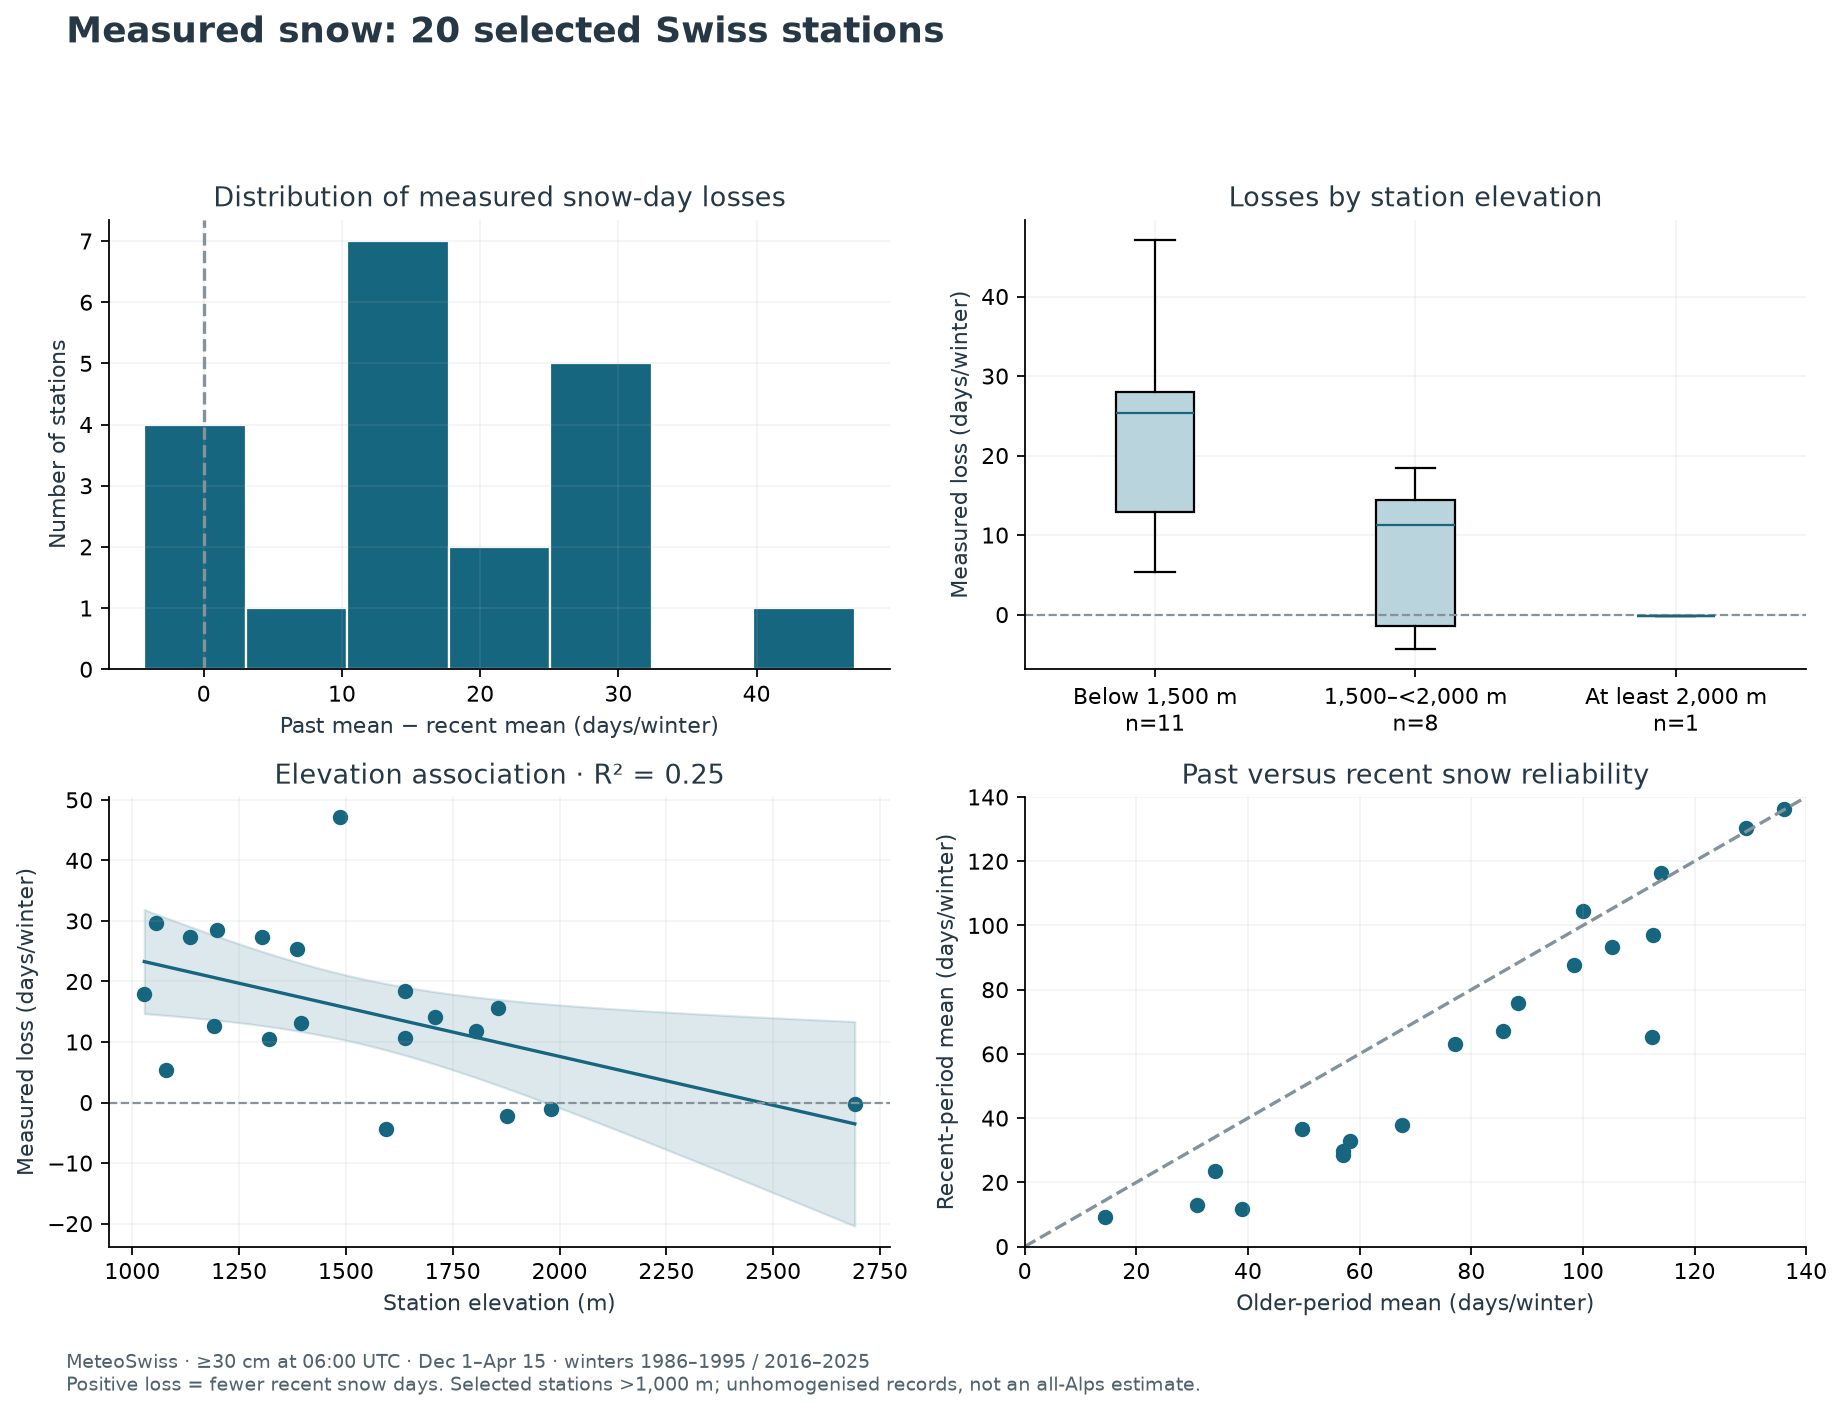 Measured snow: 20 selected Swiss stations
Distribution of measured snow-day losses
Number of stations
7
6
5
4
3
2
1
0
0 10 20 30 40
Past mean − recent mean (days/winter)
Losses by station elevation
Measured loss (days/winter)
40
30
20
10
0
Below 1,500 m 1,500–<2,000 m At least 2,000 m
n=11 n=8 n=1
Elevation association · R² = 0.25
Measured loss (days/winter)
50
40
30
20
10
0
−10
−20
1000 1250 1500 1750 2000 2250 2500 2750
Station elevation (m)
Past versus recent snow reliability
Recent-period mean (days/winter)
140
120
100
80
60
40
20
0
0 20 40 60 80 100 120 140
Older-period mean (days/winter)
MeteoSwiss · ≥30 cm at 06:00 UTC · Dec 1–Apr 15 · winters 1986–1995 / 2016–2025
Positive loss = fewer recent snow days. Selected stations >1,000 m; unhomogenised records, not an all-Alps estimate.